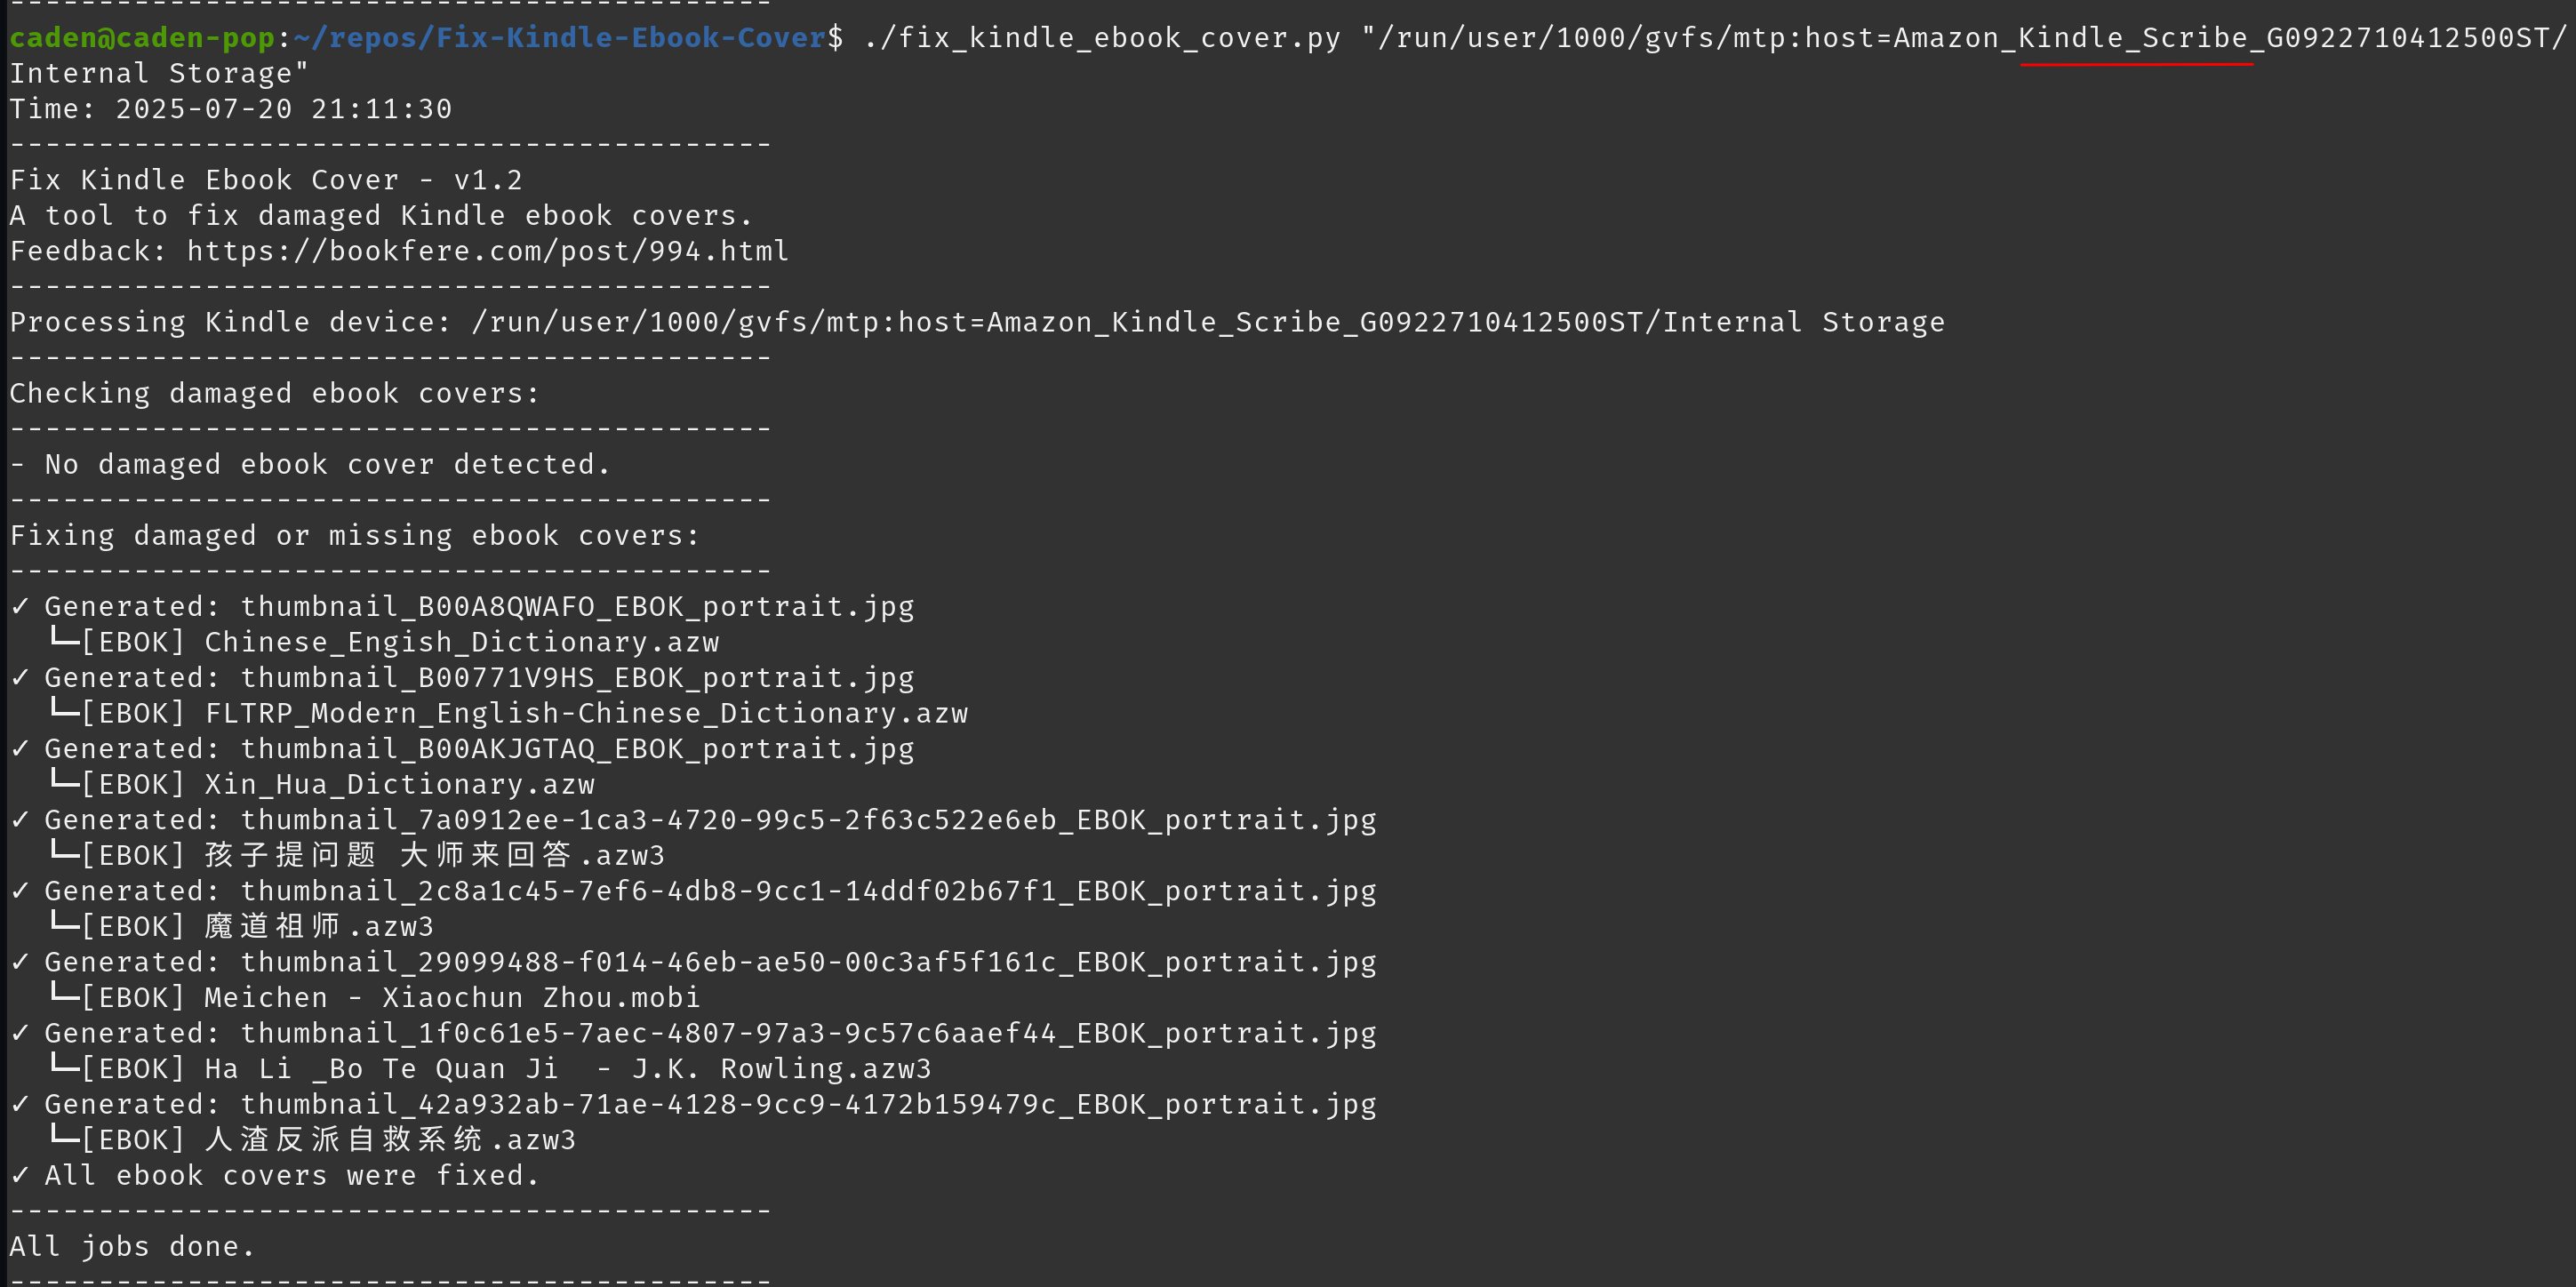 -------------------------------------------
caden@caden-pop:~/repos/Fix-Kindle-Ebook-Cover$ ./fix_kindle_ebook_cover.py "/run/user/1000/gvfs/mtp:host=Amazon_Kindle_Scribe_G0922710412500ST/
Internal Storage"
Time: 2025-07-20 21:11:30
-------------------------------------------
Fix Kindle Ebook Cover - v1.2
A tool to fix damaged Kindle ebook covers.
Feedback: https://bookfere.com/post/994.html
-------------------------------------------
Processing Kindle device: /run/user/1000/gvfs/mtp:host=Amazon_Kindle_Scribe_G0922710412500ST/Internal Storage
-------------------------------------------
Checking damaged ebook covers:
-------------------------------------------
- No damaged ebook cover detected.
-------------------------------------------
Fixing damaged or missing ebook covers:
-------------------------------------------
✓ Generated: thumbnail_B00A8QWAFO_EBOK_portrait.jpg
  ┗━[EBOK] Chinese_Engish_Dictionary.azw
✓ Generated: thumbnail_B00771V9HS_EBOK_portrait.jpg
  ┗━[EBOK] FLTRP_Modern_English-Chinese_Dictionary.azw
✓ Generated: thumbnail_B00AKJGTAQ_EBOK_portrait.jpg
  ┗━[EBOK] Xin_Hua_Dictionary.azw
✓ Generated: thumbnail_7a0912ee-1ca3-4720-99c5-2f63c522e6eb_EBOK_portrait.jpg
  ┗━[EBOK] 孩子提问题 大师来回答.azw3
✓ Generated: thumbnail_2c8a1c45-7ef6-4db8-9cc1-14ddf02b67f1_EBOK_portrait.jpg
  ┗━[EBOK] 魔道祖师.azw3
✓ Generated: thumbnail_29099488-f014-46eb-ae50-00c3af5f161c_EBOK_portrait.jpg
  ┗━[EBOK] Meichen - Xiaochun Zhou.mobi
✓ Generated: thumbnail_1f0c61e5-7aec-4807-97a3-9c57c6aaef44_EBOK_portrait.jpg
  ┗━[EBOK] Ha Li _Bo Te Quan Ji  - J.K. Rowling.azw3
✓ Generated: thumbnail_42a932ab-71ae-4128-9cc9-4172b159479c_EBOK_portrait.jpg
  ┗━[EBOK] 人渣反派自救系统.azw3
✓ All ebook covers were fixed.
-------------------------------------------
All jobs done.
-------------------------------------------